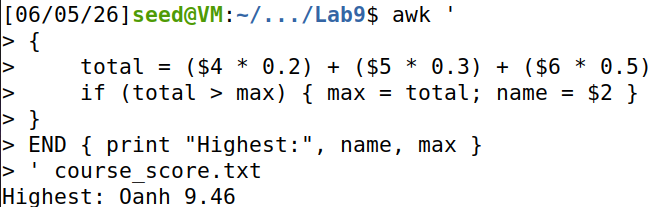 [06/05/26]seed@VM:~/.../Lab9$ awk '
> {
>     total = ($4 * 0.2) + ($5 * 0.3) + ($6 * 0.5)
>     if (total > max) { max = total; name = $2 }
> }
> END { print "Highest:", name, max }
> ' course_score.txt
Highest: Oanh 9.46